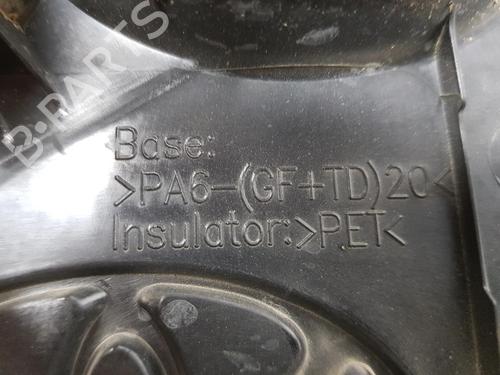 B-PARTS
Base:
>PA6-(GF+TD)20<
Insulator:>PET<